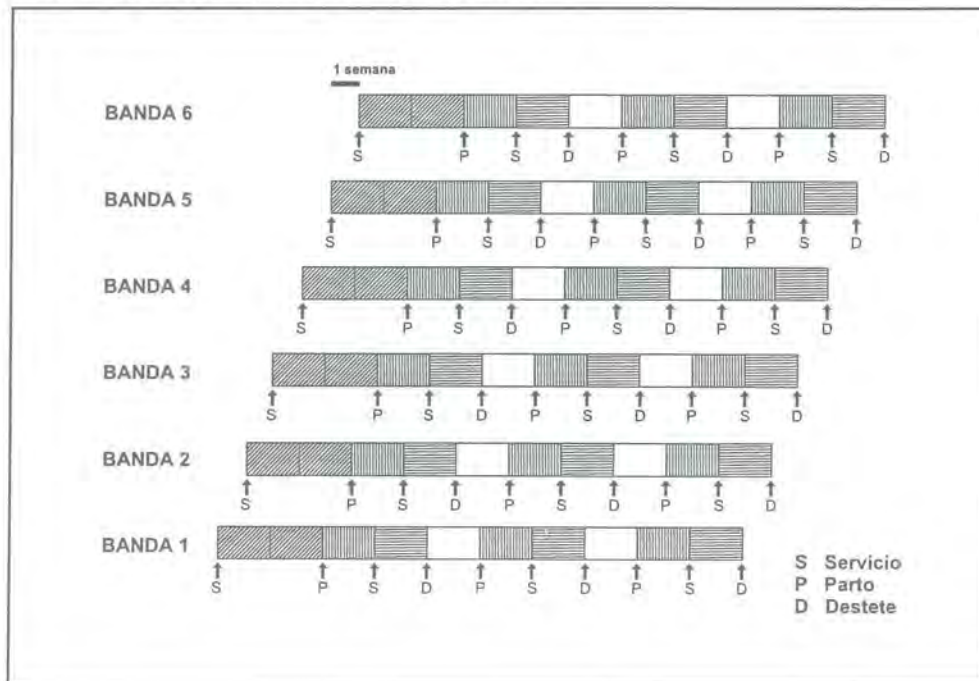 1 semana
BANDA 6
S P S D P S D P S D
BANDA 5
S P S D P S D P S D
BANDA 4
S P S D P S D P S D
BANDA 3
S P S D P S D P S D
BANDA 2
S P S D P S D P S D
BANDA 1
S P S D P S D P S D
S Servicio
P Parto
D Destete